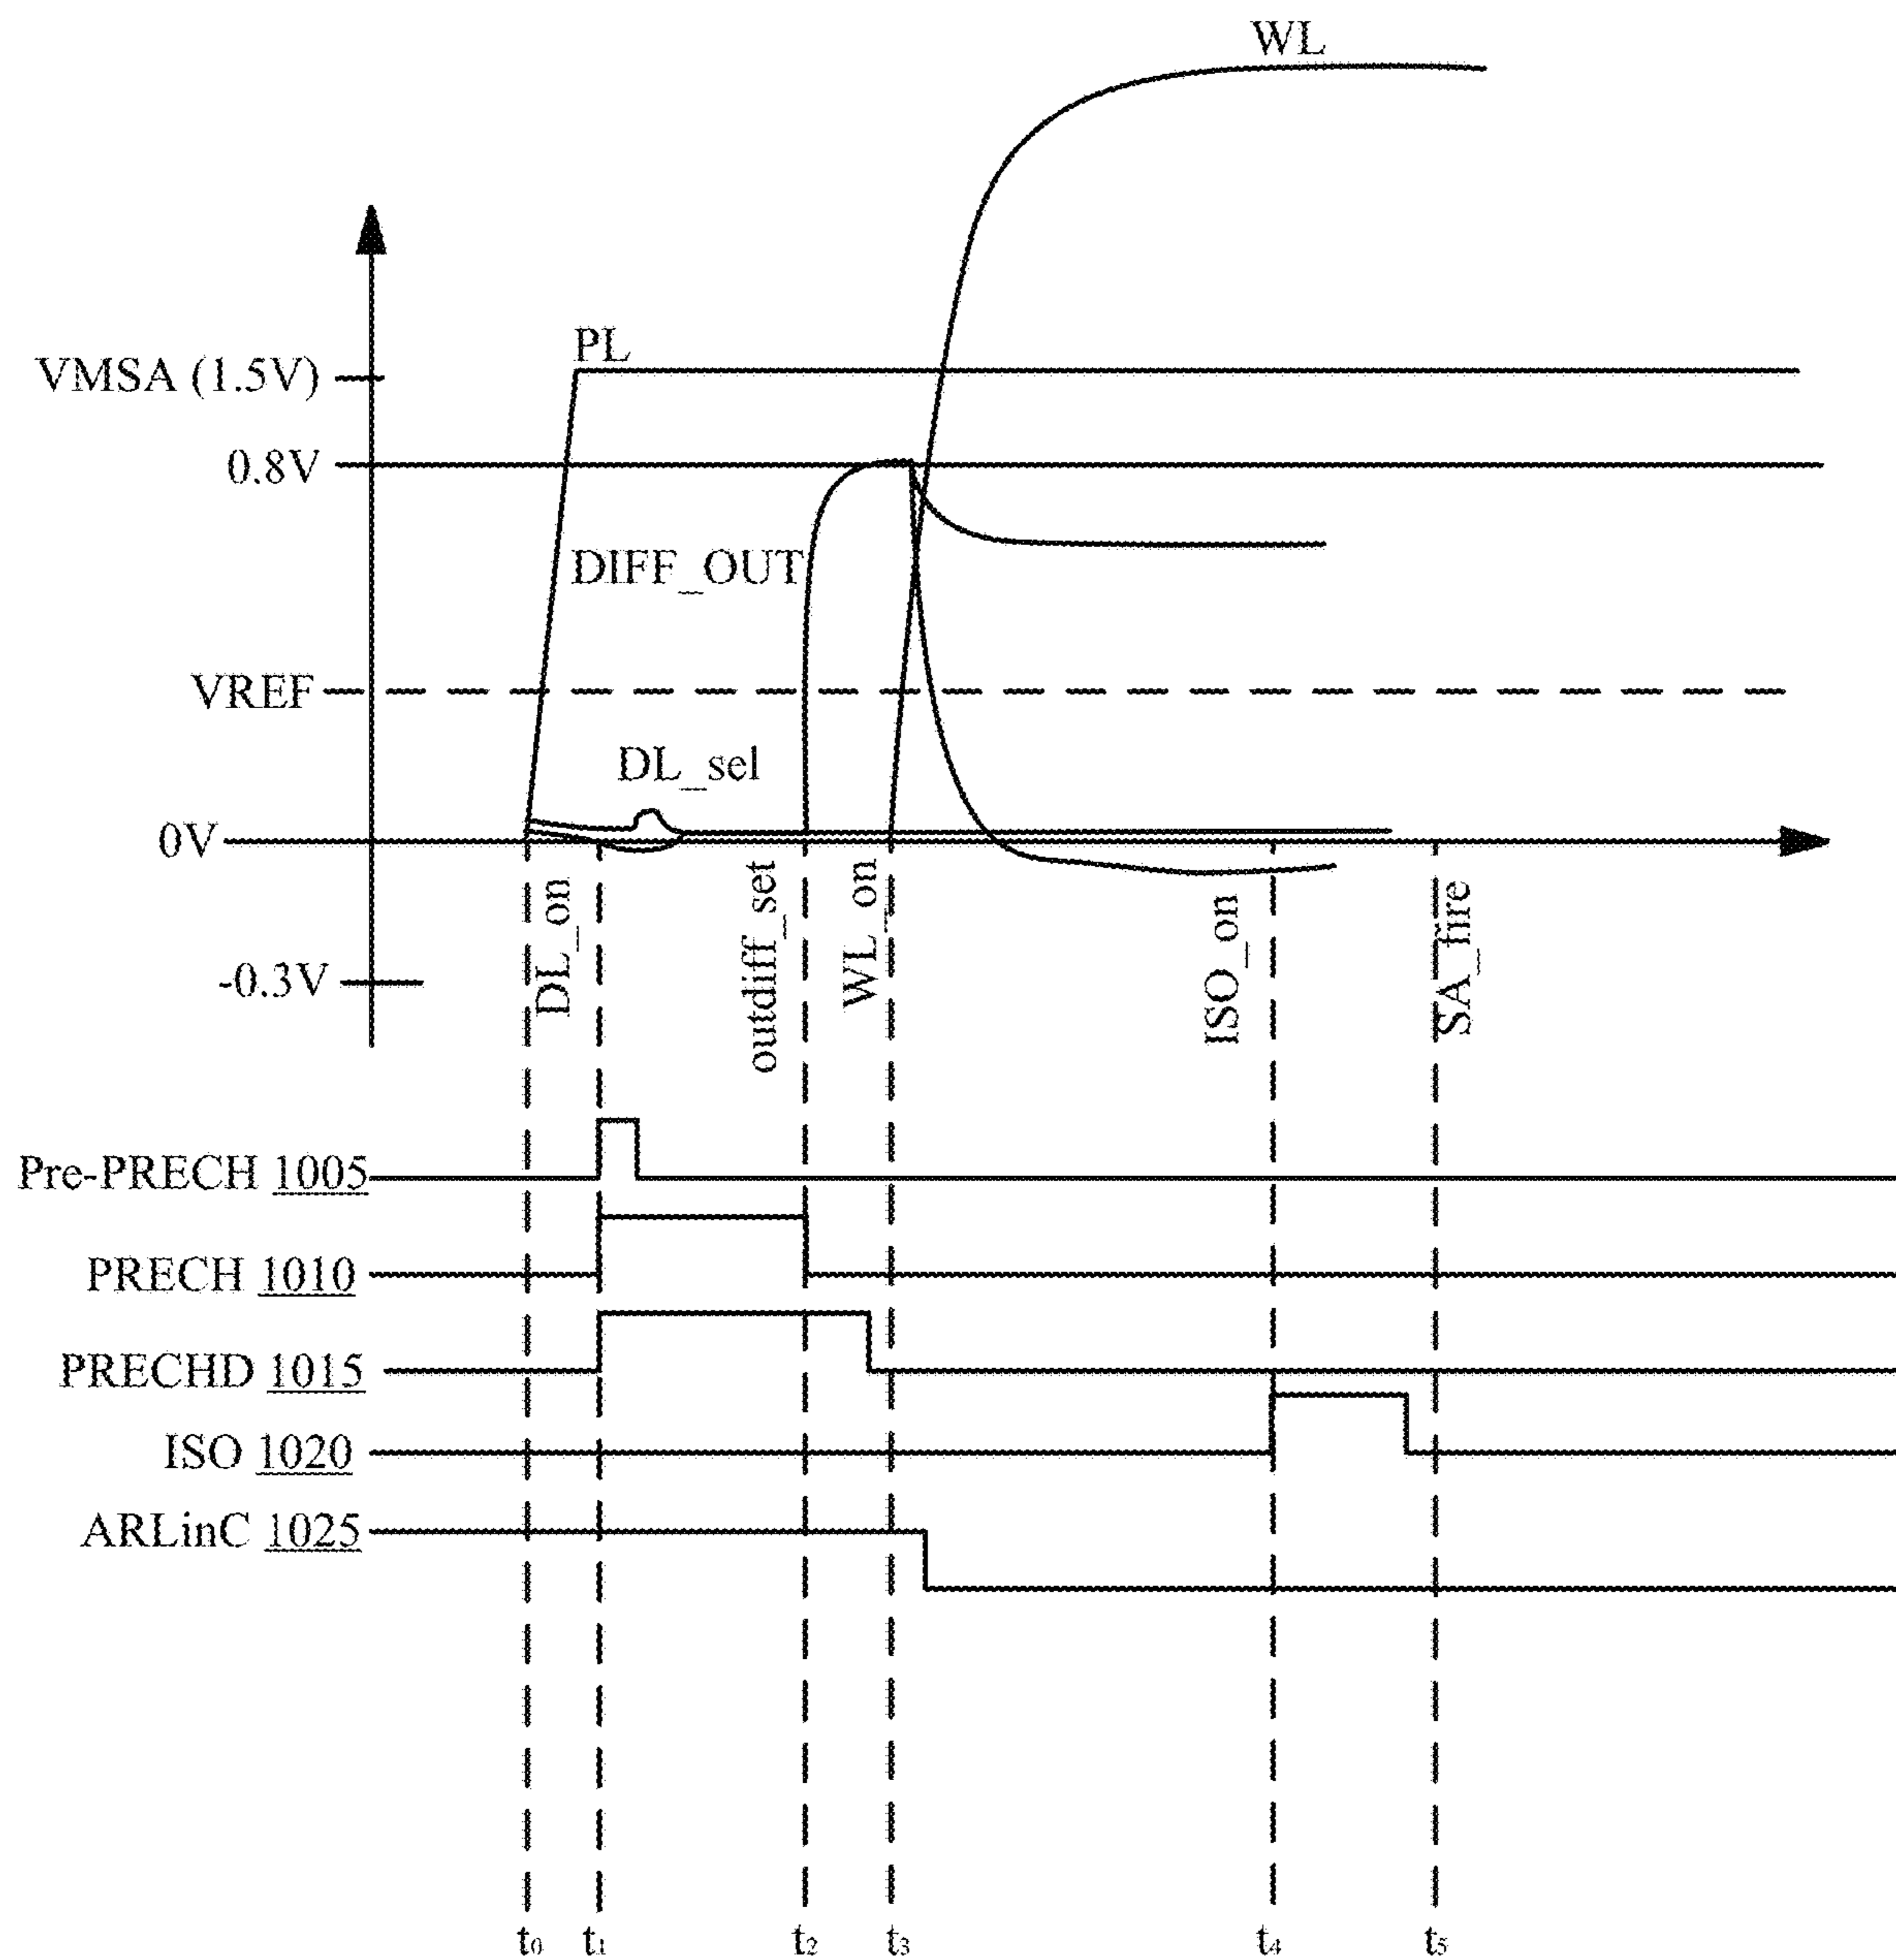 WL
PL
VMSA (1.5V)
0.8V
DIFF_OUT
VREF
DL_sel
0V
DL_on
outdiff_set
WL_on
ISO_on
SA_fire
-0.3V
Pre-PRECH 1005
PRECH 1010
PRECHD 1015
ISO 1020
ARLinC 1025
t0 t1 t2 t3 t4 t5